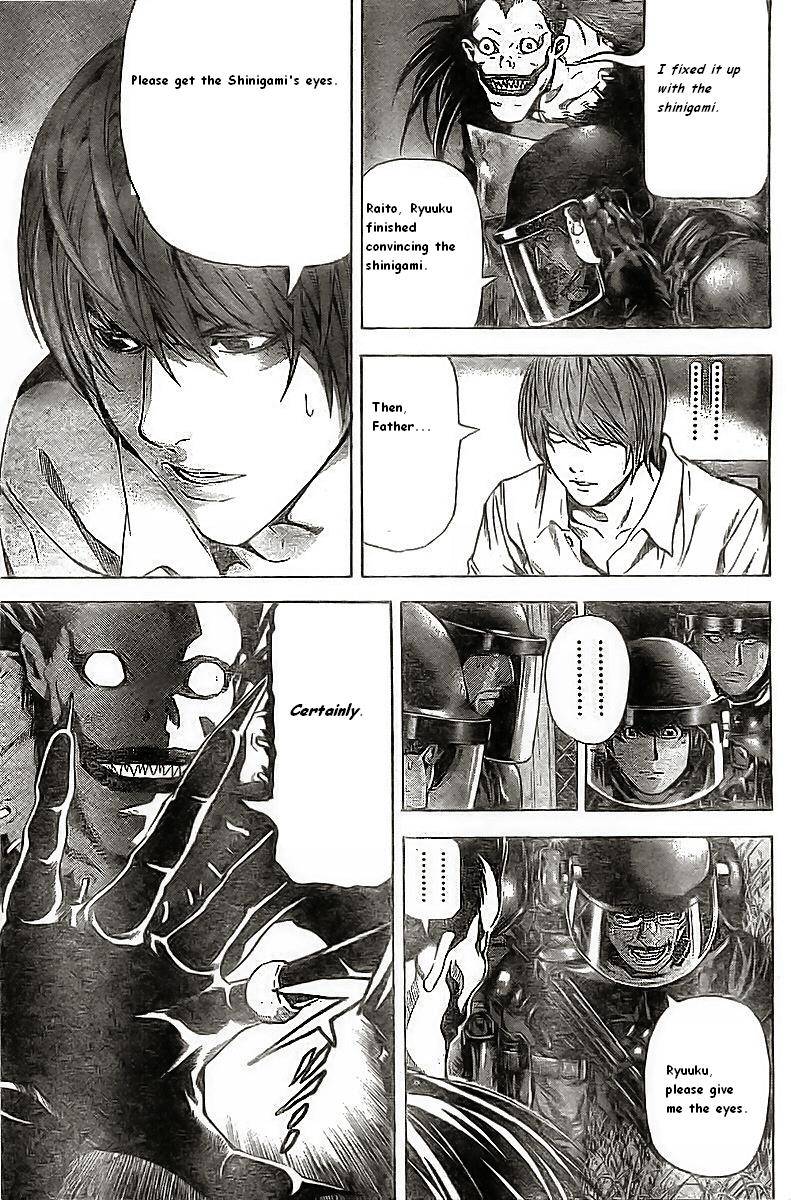 I fixed it up
with the
shinigami.
Raito, Ryuuku
finished
convincing the
shinigami.
Please get the Shinigami's eyes.
Then,
Father...
Certainly.
Ryuuku,
please give
me the eyes.